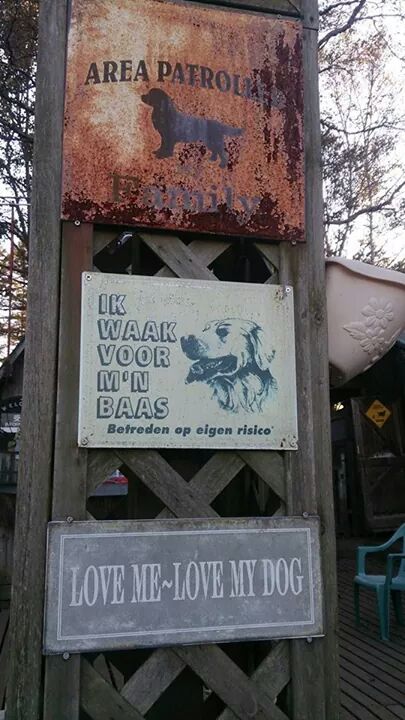 AREA PATROLLED
Family
IK
WAAK
VOOR
M'N
BAAS
Betreden op eigen risico
LOVE ME~LOVE MY DOG